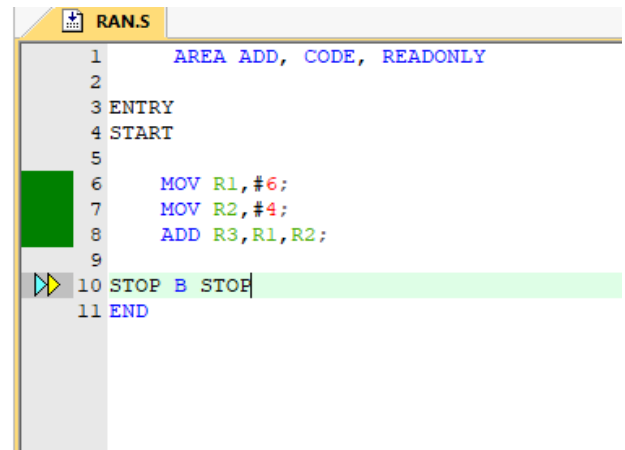 RAN.S
1 AREA ADD, CODE, READONLY
2
3 ENTRY
4 START
5
6 MOV R1,#6;
7 MOV R2,#4;
8 ADD R3,R1,R2;
9
10 STOP B STOP
11 END